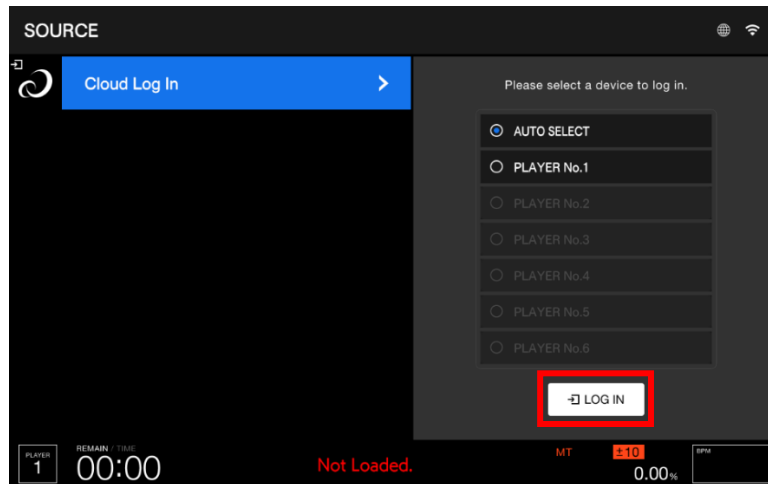 SOURCE
Cloud Log In
Please select a device to log in.
AUTO SELECT
PLAYER No.1
PLAYER No.2
PLAYER No.3
PLAYER No.4
PLAYER No.5
PLAYER No.6
LOG IN
PLAYER
1
REMAIN / TIME
00:00
Not Loaded.
MT
±10
0.00%
BPM